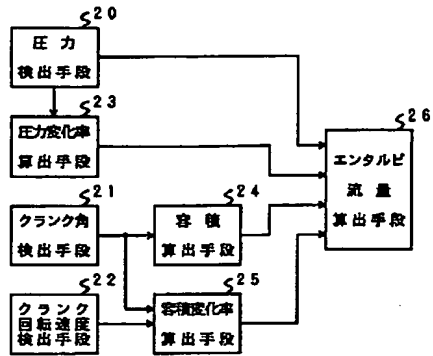 20
圧力
検出手段
23
圧力変化率
算出手段
26
エンタルピ
流量
算出手段
21
クランク角
検出手段
24
容積
算出手段
22
クランク
回転速度
検出手段
25
容積変化率
算出手段